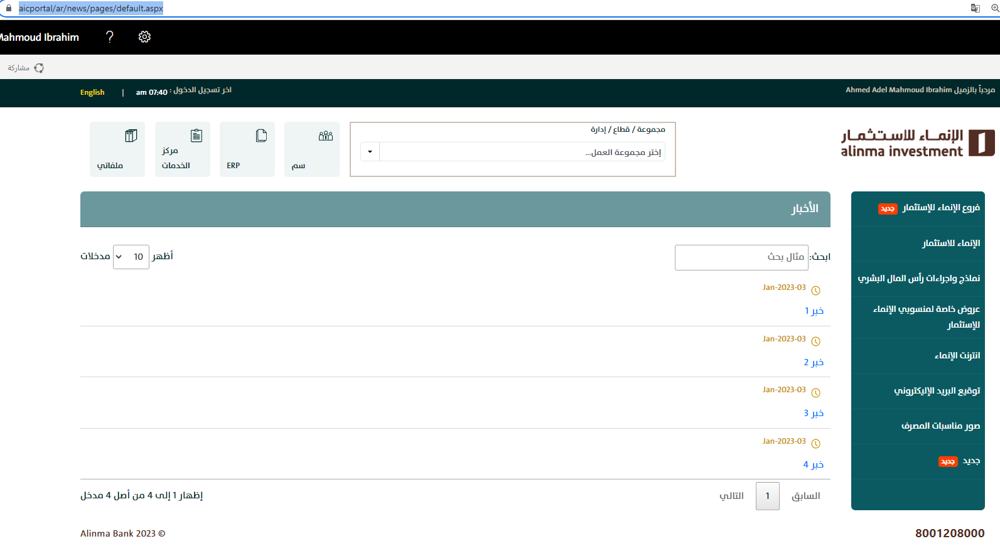 aicportal/ar/news/pages/default.aspx
Mahmoud Ibrahim
مشاركة
مرحباً بالزميل Ahmed Adel Mahmoud Ibrahim
اخر تسجيل الدخول : 07:40 am | English
الإنماء للاستثمار
alinma investment
مجموعة / قطاع / إدارة
إختر مجموعة العمل...
سم
ERP
مركز
الخدمات
ملفاتي
فروع الإنماء للإستثمار جديد
الإنماء للاستثمار
نماذج واجراءات رأس المال البشري
عروض خاصة لمنسوبي الإنماء
للإستثمار
انترنت الإنماء
توقيع البريد الإليكتروني
صور مناسبات المصرف
جديد جديد
الأخبار
ابحث: مثال بحث
أظهر 10 مدخلات
03-Jan-2023
خبر 1
03-Jan-2023
خبر 2
03-Jan-2023
خبر 3
03-Jan-2023
خبر 4
السابق 1 التالي
إظهار 1 إلى 4 من أصل 4 مدخل
8001208000
Alinma Bank 2023 ©